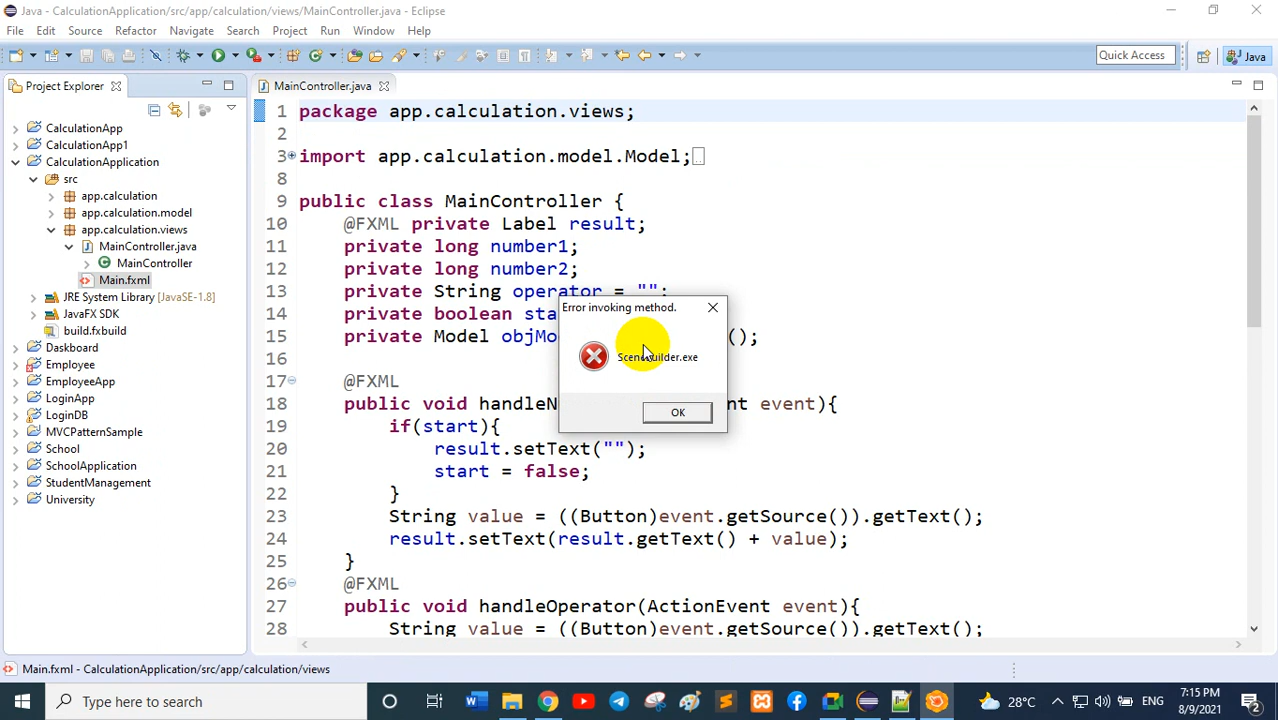 Java - CalculationApplication/src/app/calculation/views/MainController.java - Eclipse
File Edit Source Refactor Navigate Search Project Run Window Help
Quick Access
Java
Project Explorer
MainController.java
CalculationApp
CalculationApp1
CalculationApplication
src
app.calculation
app.calculation.model
app.calculation.views
MainController.java
MainController
Main.fxml
JRE System Library [JavaSE-1.8]
JavaFX SDK
build.fxbuild
Daskboard
Employee
EmployeeApp
LoginApp
LoginDB
MVCPatternSample
School
SchoolApplication
StudentManagement
University
1 package app.calculation.views;
2
3 import app.calculation.model.Model;
8
9 public class MainController {
10 @FXML private Label result;
11 private long number1;
12 private long number2;
13 private String operator = "";
14 private boolean sta
15 private Model objMo ();
16
17 @FXML
18 public void handleN nt event){
19 if(start){
20 result.setText("");
21 start = false;
22 }
23 String value = ((Button)event.getSource()).getText();
24 result.setText(result.getText() + value);
25 }
26 @FXML
27 public void handleOperator(ActionEvent event){
28 String value = ((Button)event.getSource()).getText();
Error invoking method.
SceneBuilder.exe
OK
Main.fxml - CalculationApplication/src/app/calculation/views
Type here to search
28°C
ENG
7:15 PM
8/9/2021
2